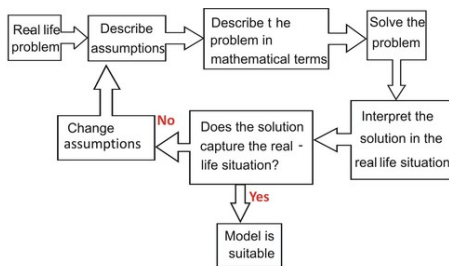 Real life
problem
Describe
assumptions
Describe t he
problem in
mathematical terms
Solve the
problem
Interpret the
solution in the
real life situation
Does the solution
capture the real -
life situation?
No
Change
assumptions
Yes
Model is
suitable